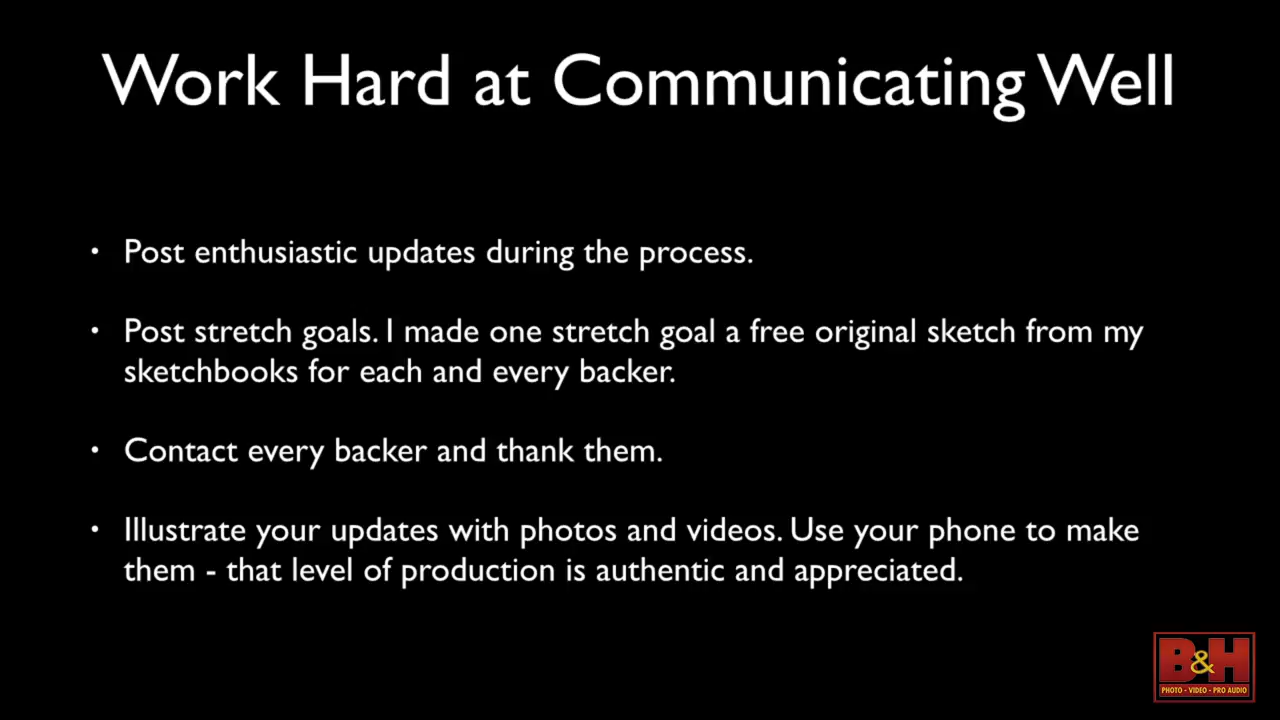 Work Hard at Communicating Well
• Post enthusiastic updates during the process.
• Post stretch goals. I made one stretch goal a free original sketch from my
sketchbooks for each and every backer.
• Contact every backer and thank them.
• Illustrate your updates with photos and videos. Use your phone to make
them - that level of production is authentic and appreciated.
B&H
PHOTO - VIDEO - PRO AUDIO